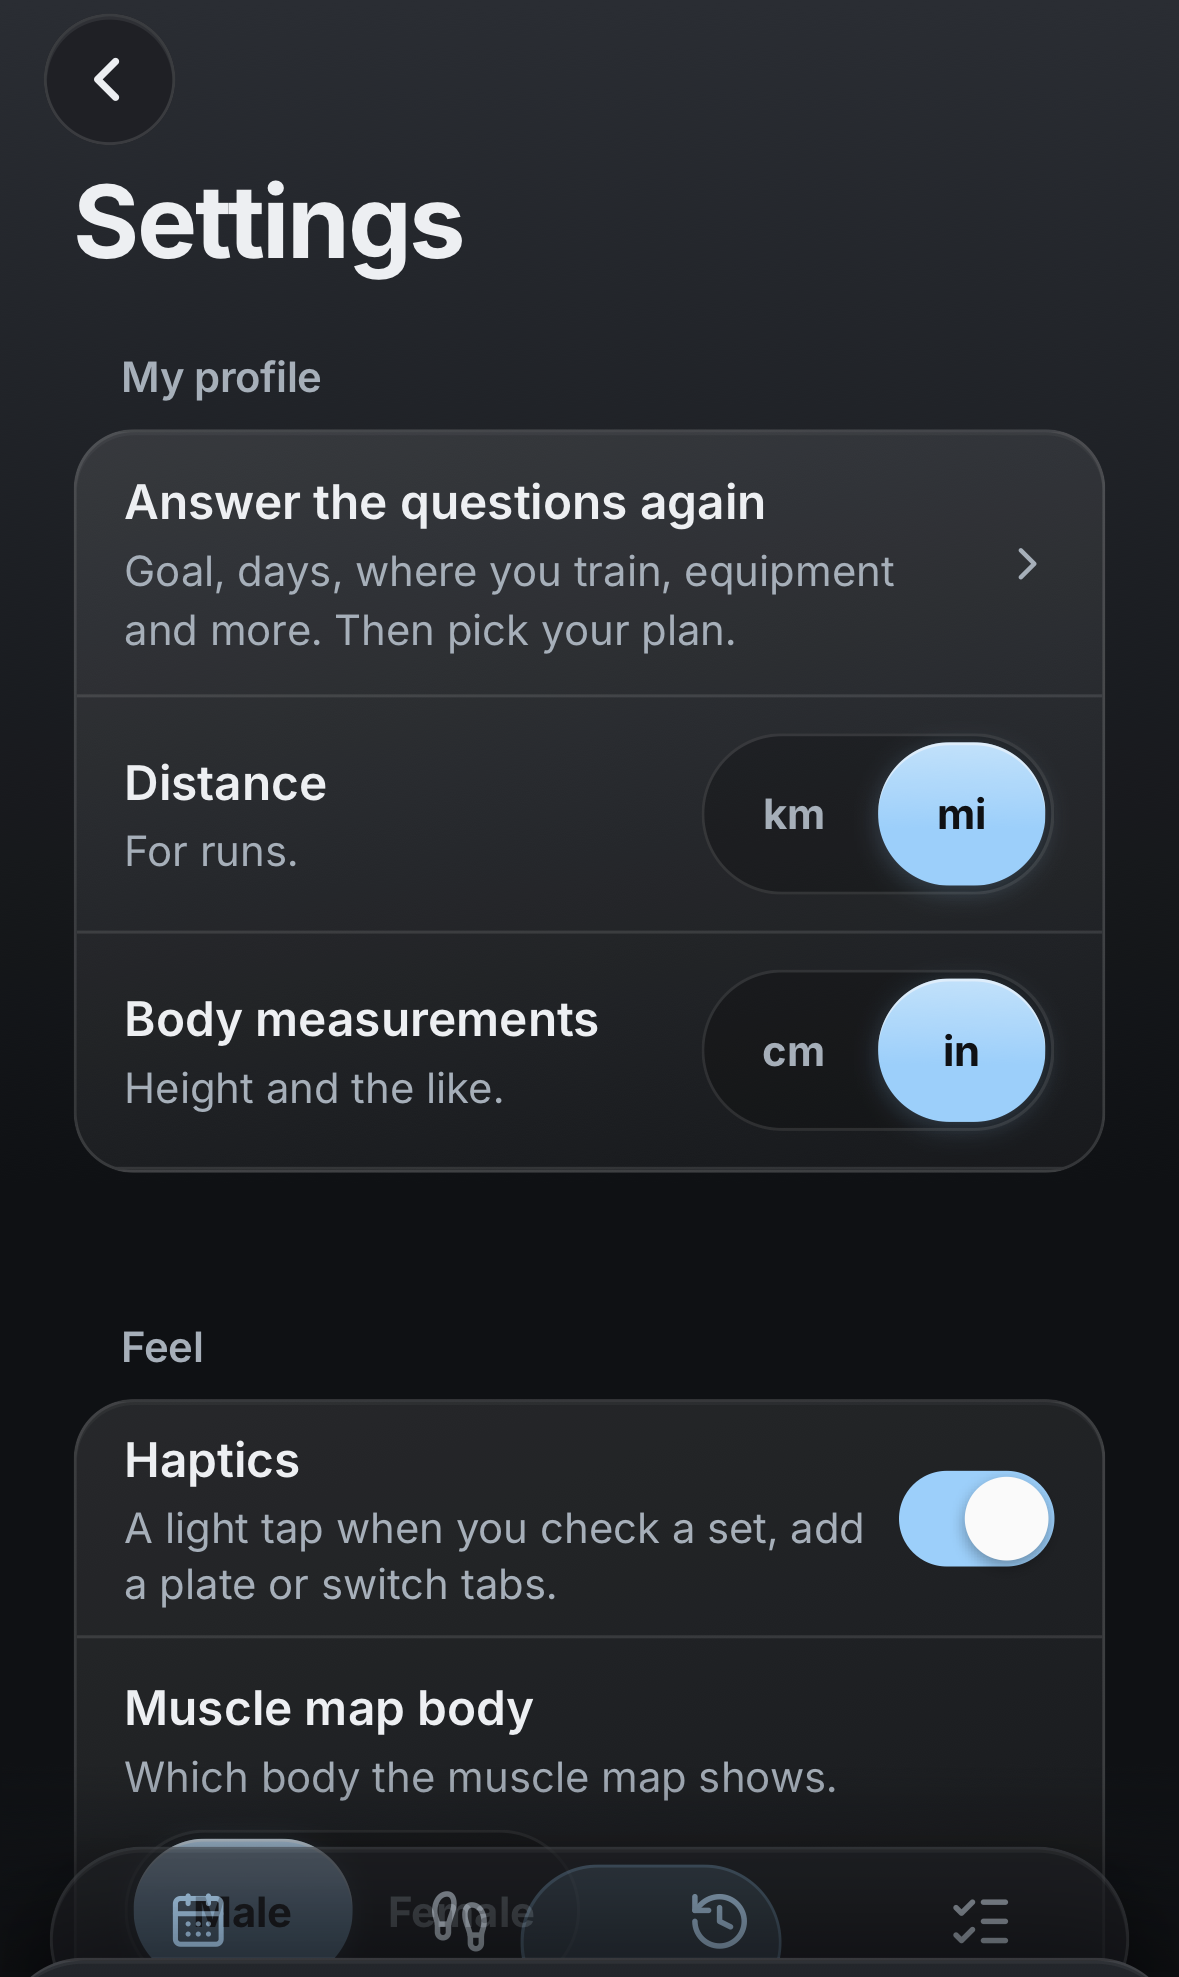 Settings
My profile
Answer the questions again
Goal, days, where you train, equipment
and more. Then pick your plan.
Distance
For runs.
km
mi
Body measurements
Height and the like.
cm
in
Feel
Haptics
A light tap when you check a set, add
a plate or switch tabs.
Muscle map body
Which body the muscle map shows.
Male
Female